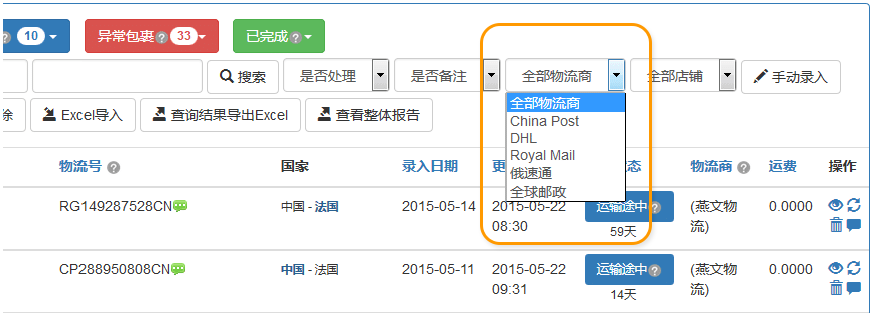 ? 10 异常包裹? 33 已完成?
搜索 是否处理 是否备注 全部物流商 全部店铺 手动录入
全部物流商
China Post
DHL
Royal Mail
俄速通
全球邮政
除 Excel导入 查询结果导出Excel 查看整体报告
物流号 ? 国家 录入日期 更 态 物流商 ? 运费 操作
RG149287528CN 中国 - 法国 2015-05-14 2015-05-22 运输途中? (燕文物 0.0000
08:30 59天 流)
CP288950808CN 中国 - 法国 2015-05-11 2015-05-22 运输途中? (燕文物 0.0000
09:31 14天 流)